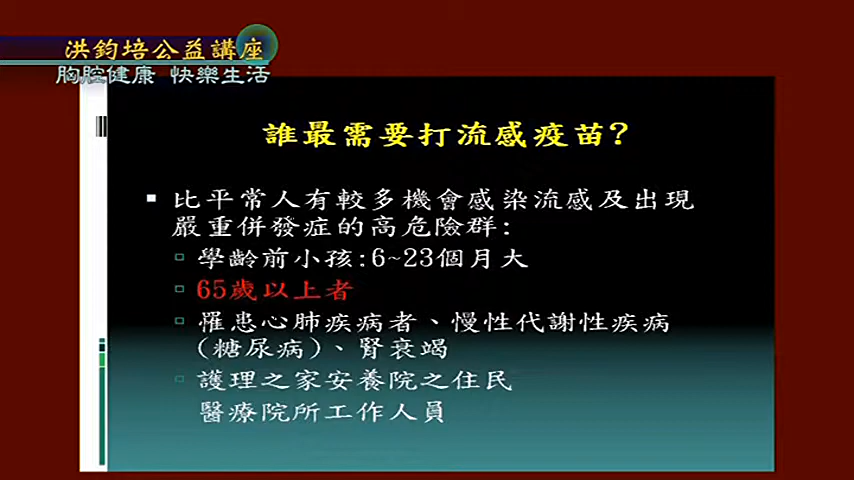 洪鈞培公益講座
胸腔健康 快樂生活
誰最需要打流感疫苗?
比平常人有較多機會感染流感及出現
嚴重併發症的高危險群:
學齡前小孩:6~23個月大
65歲以上者
罹患心肺疾病者、慢性代謝性疾病
(糖尿病)、腎衰竭
護理之家安養院之住民
醫療院所工作人員